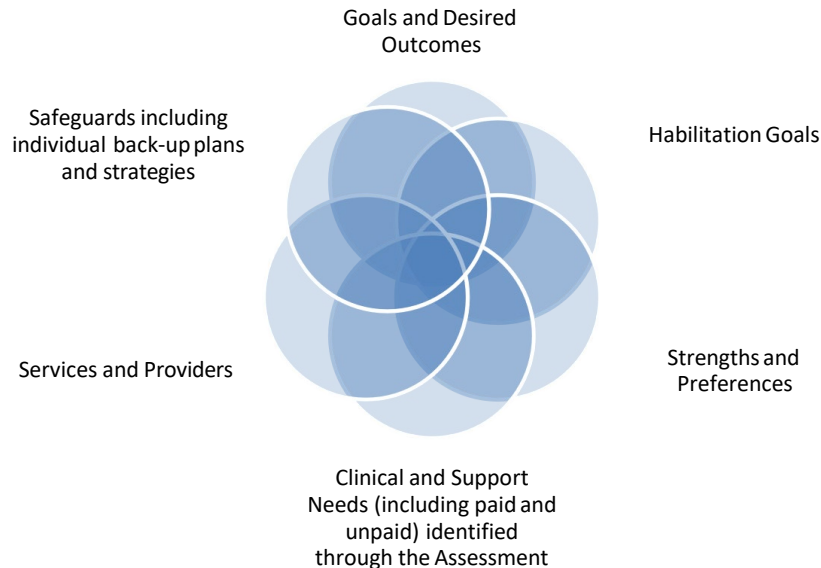 Goals and Desired
Outcomes
Safeguards including
individual back-up plans
and strategies
Habilitation Goals
Services and Providers
Strengths and
Preferences
Clinical and Support
Needs (including paid and
unpaid) identified
through the Assessment